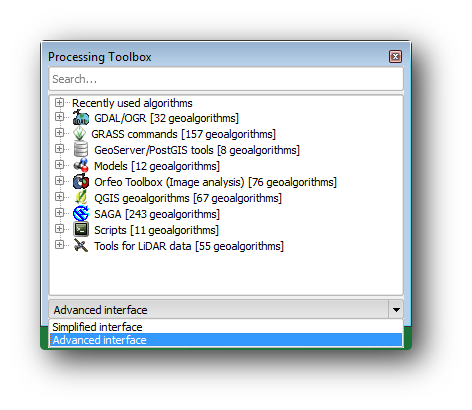 Processing Toolbox
Search...
Recently used algorithms
GDAL/OGR [32 geoalgorithms]
GRASS commands [157 geoalgorithms]
GeoServer/PostGIS tools [8 geoalgorithms]
Models [12 geoalgorithms]
Orfeo Toolbox (Image analysis) [76 geoalgorithms]
QGIS geoalgorithms [67 geoalgorithms]
SAGA [243 geoalgorithms]
Scripts [11 geoalgorithms]
Tools for LiDAR data [55 geoalgorithms]
Advanced interface
Simplified interface
Advanced interface